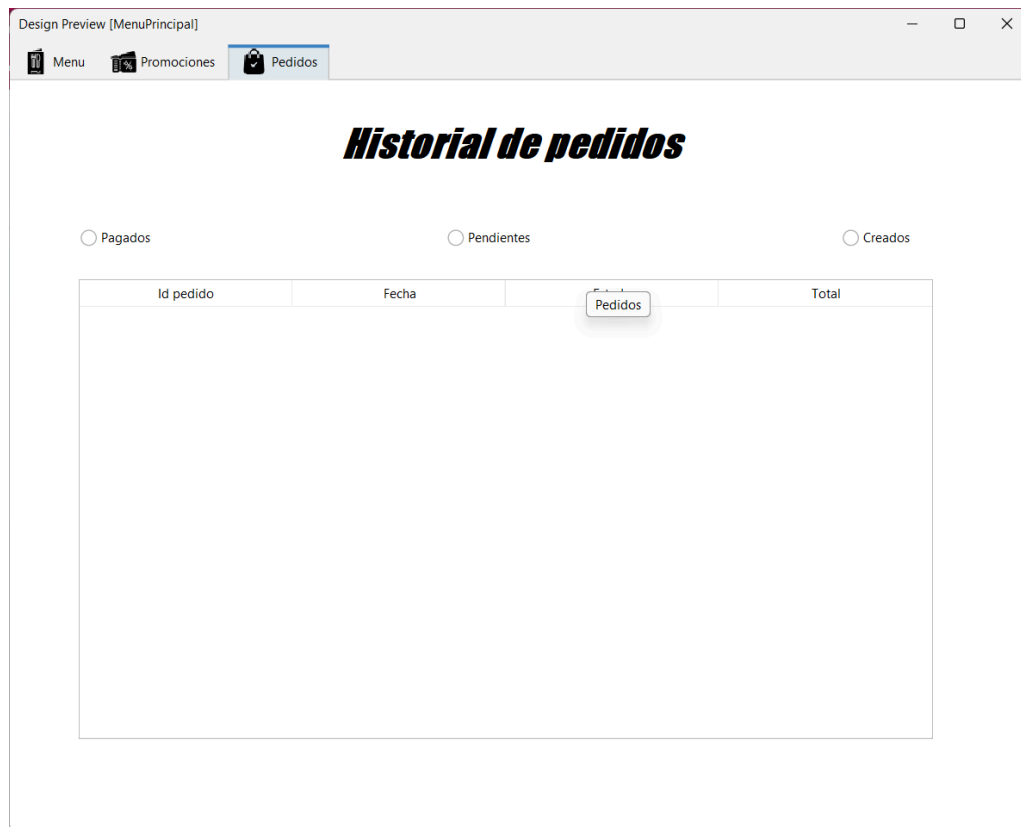 Design Preview [MenuPrincipal]
Menu Promociones Pedidos
Historial de pedidos
Pagados Pendientes Creados
Id pedido Fecha Total
Pedidos